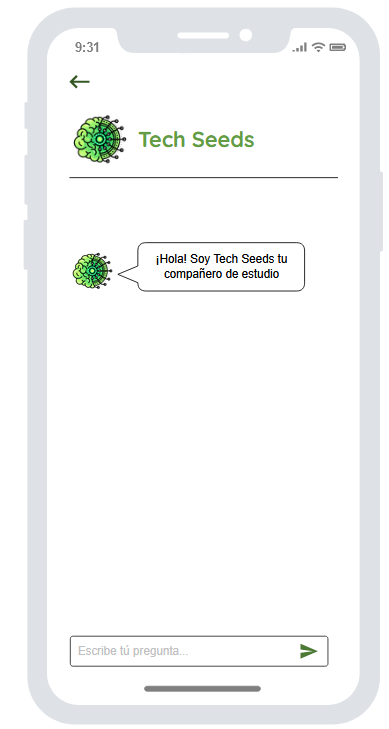 9:31
Tech Seeds
¡Hola! Soy Tech Seeds tu
compañero de estudio
Escribe tú pregunta...